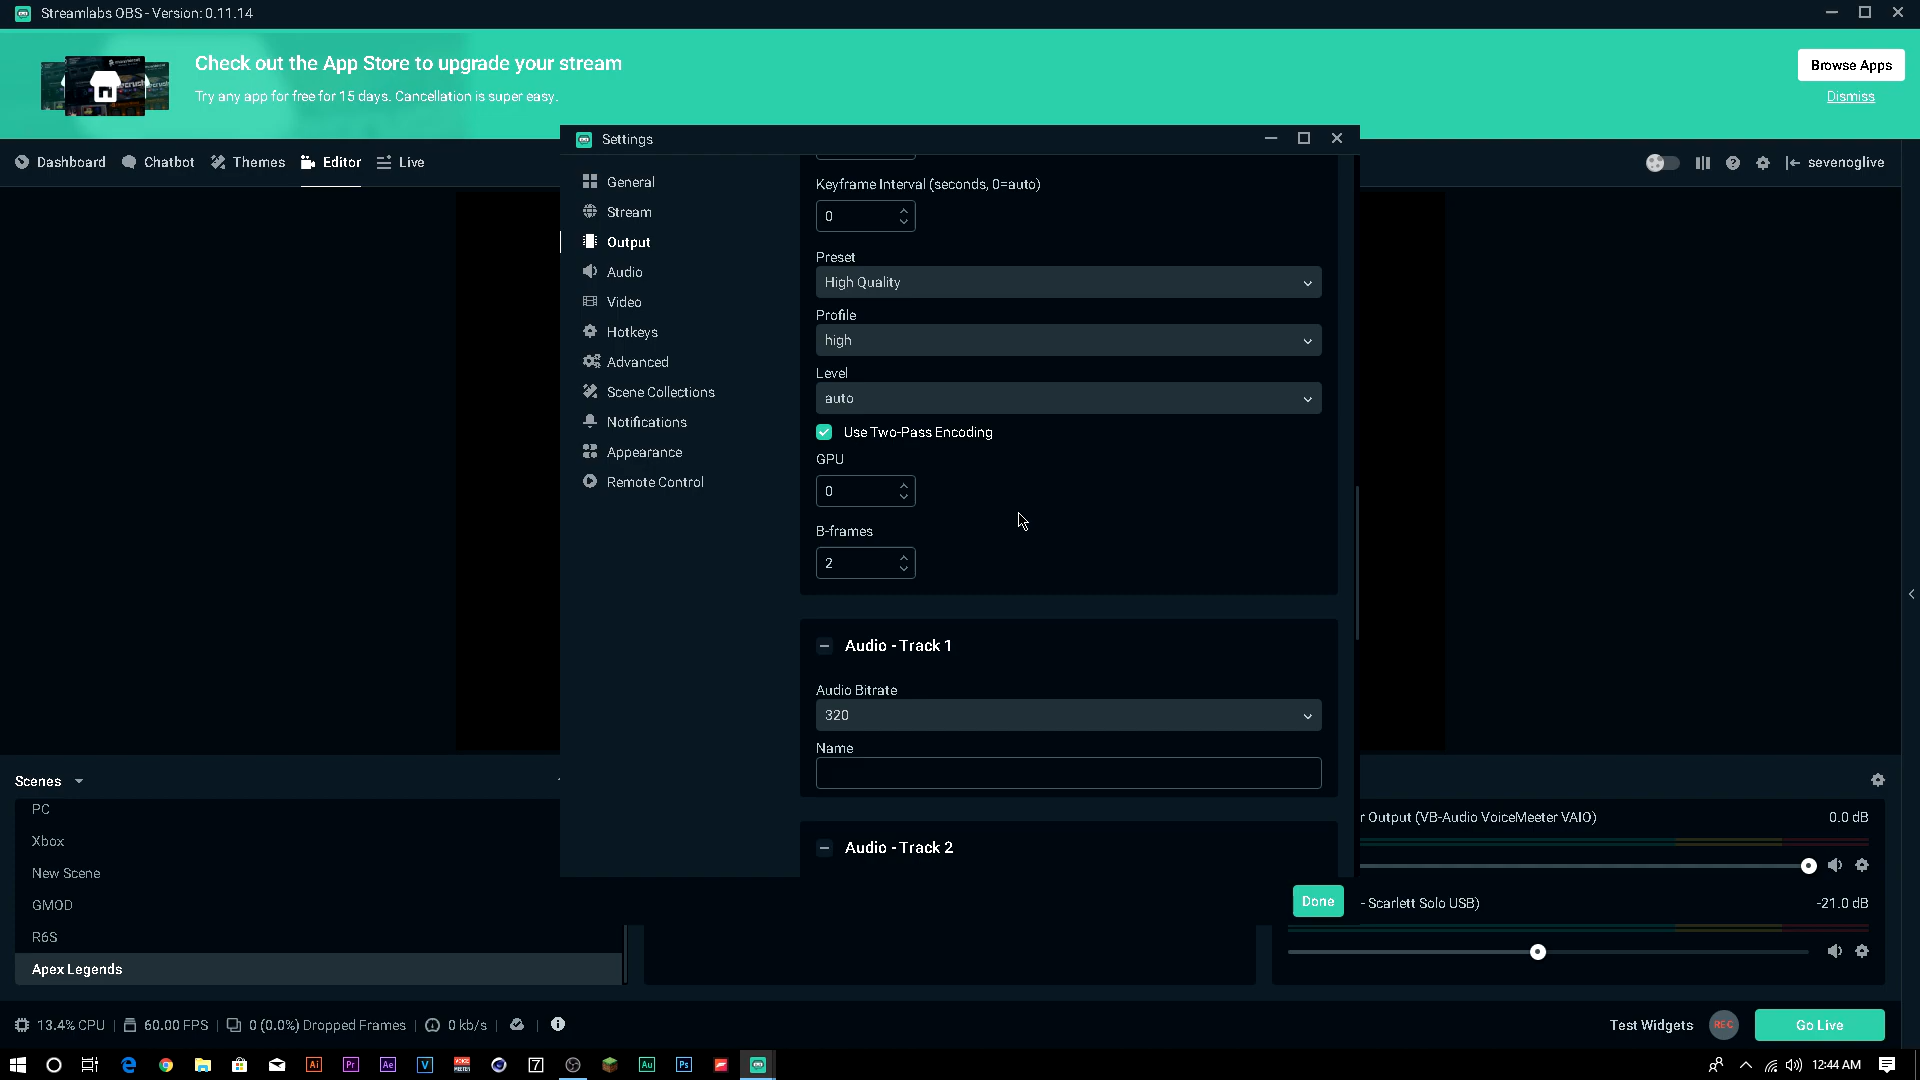 Streamlabs OBS - Version: 0.11.14
Check out the App Store to upgrade your stream
Try any app for free for 15 days. Cancellation is super easy.
Browse Apps
Dismiss
Settings
Dashboard
Chatbot
Themes
Editor
Live
sevenoglive
General
Stream
Output
Audio
Video
Hotkeys
Advanced
Scene Collections
Notifications
Appearance
Remote Control
Keyframe Interval (seconds, 0=auto)
0
Preset
High Quality
Profile
high
Level
auto
Use Two-Pass Encoding
GPU
0
B-frames
2
Audio - Track 1
Audio Bitrate
320
Name
Audio - Track 2
Done
Scenes
PC
Xbox
New Scene
GMOD
R6S
Apex Legends
r Output (VB-Audio VoiceMeeter VAIO)
0.0 dB
- Scarlett Solo USB)
-21.0 dB
13.4% CPU
60.00 FPS
0 (0.0%) Dropped Frames
0 kb/s
Test Widgets
REC
Go Live
Ai
Pr
Ae
V
7
Au
Ps
12:44 AM